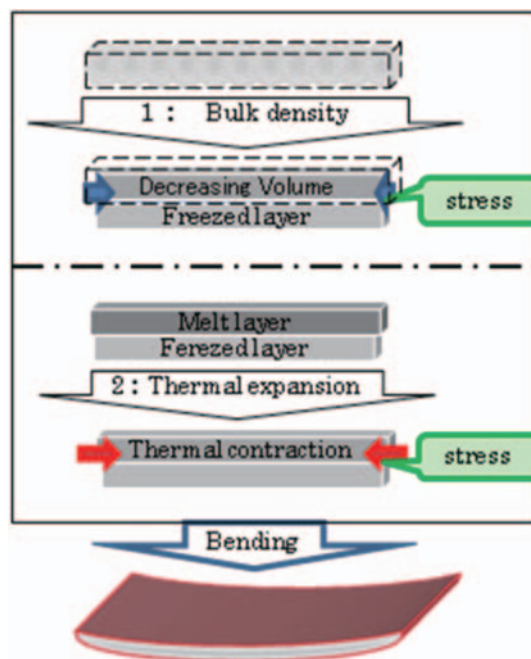 1 : Bulk density
Decreasing Volume
Freezed layer
stress
Melt layer
Ferezed layer
2 : Thermal expansion
Thermal contraction
stress
Bending